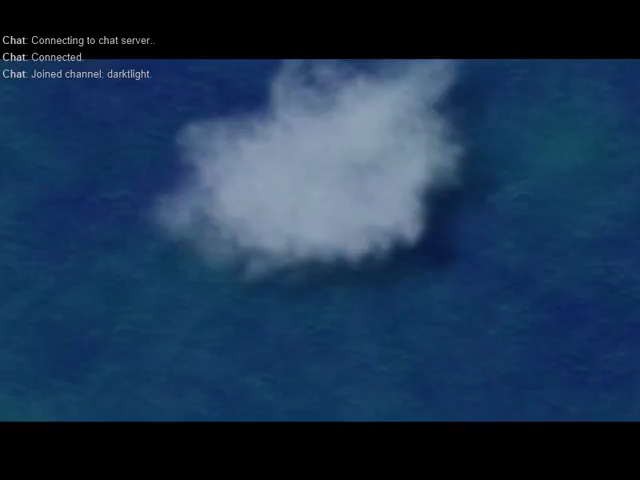 Chat: Connecting to chat server..
Chat: Connected.
Chat: Joined channel: darktlight.